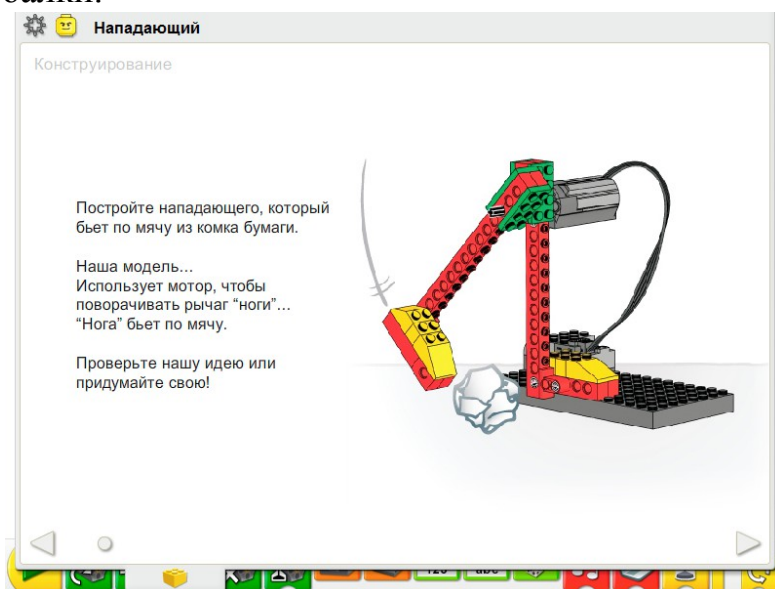 балки.
Нападающий
Конструирование
Постройте нападающего, который
бьет по мячу из комка бумаги.
Наша модель...
Использует мотор, чтобы
поворачивать рычаг “ноги”...
“Нога” бьет по мячу.
Проверьте нашу идею или
придумайте свою!